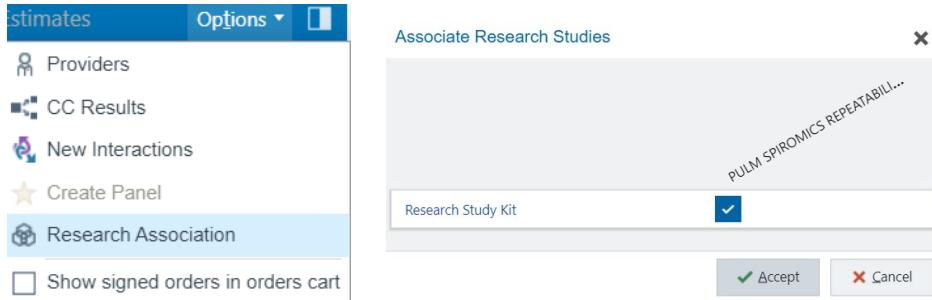 Estimates
Options
Providers
CC Results
New Interactions
Create Panel
Research Association
Show signed orders in orders cart
Associate Research Studies
PULM SPIROMICS REPEATABILI...
Research Study Kit
Accept
Cancel